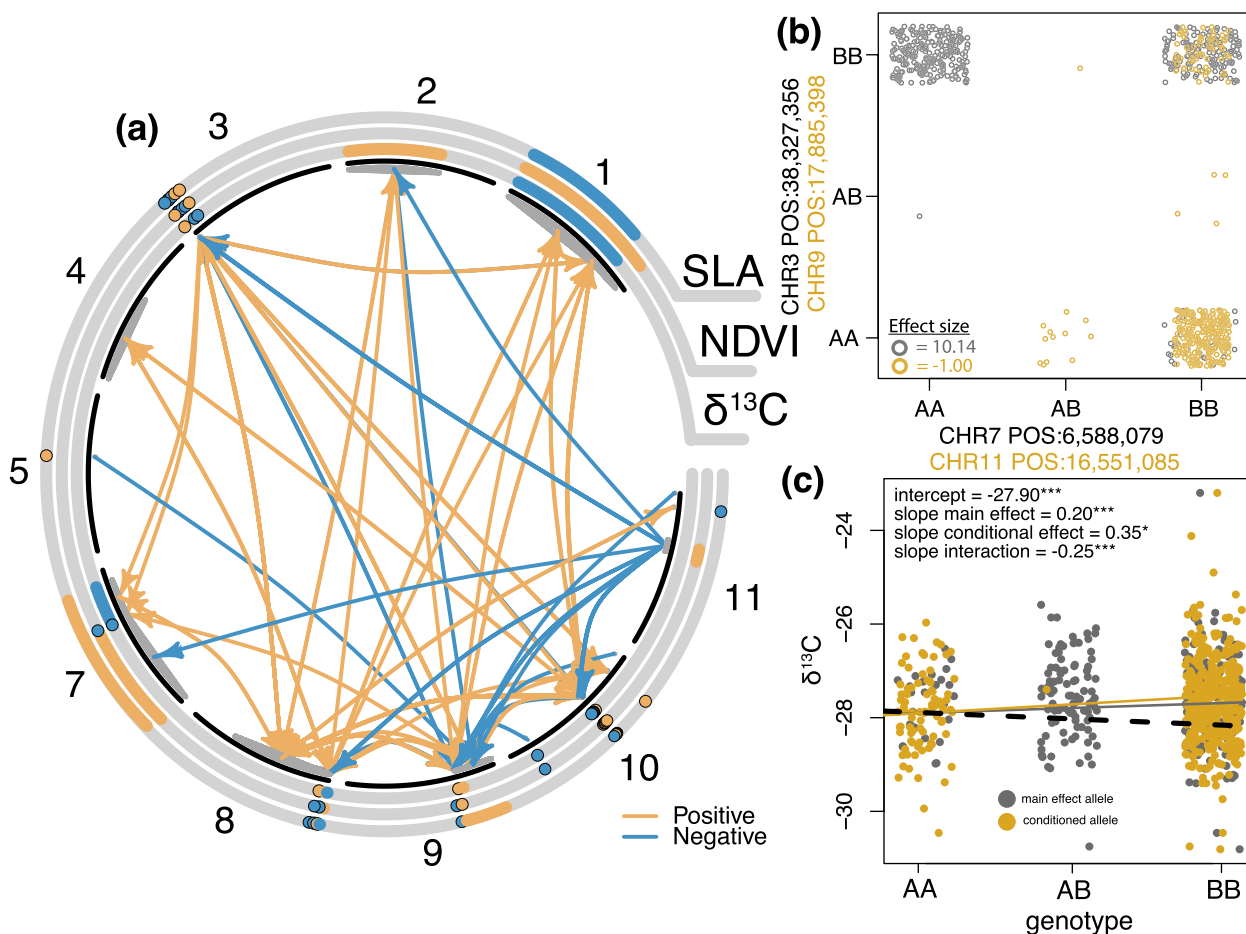 (a)
1
2
3
4
5
7
8
9
10
11
SLA
NDVI
δ¹³C
Positive
Negative
(b)
CHR3 POS:38,327,356
CHR9 POS:17,885,398
BB
AB
AA
Effect size
= 10.14
= -1.00
AA AB BB
CHR7 POS:6,588,079
CHR11 POS:16,551,085
(c)
intercept = -27.90***
slope main effect = 0.20***
slope conditional effect = 0.35*
slope interaction = -0.25***
δ¹³C
−24
−26
−28
−30
main effect allele
conditioned allele
AA AB BB
genotype